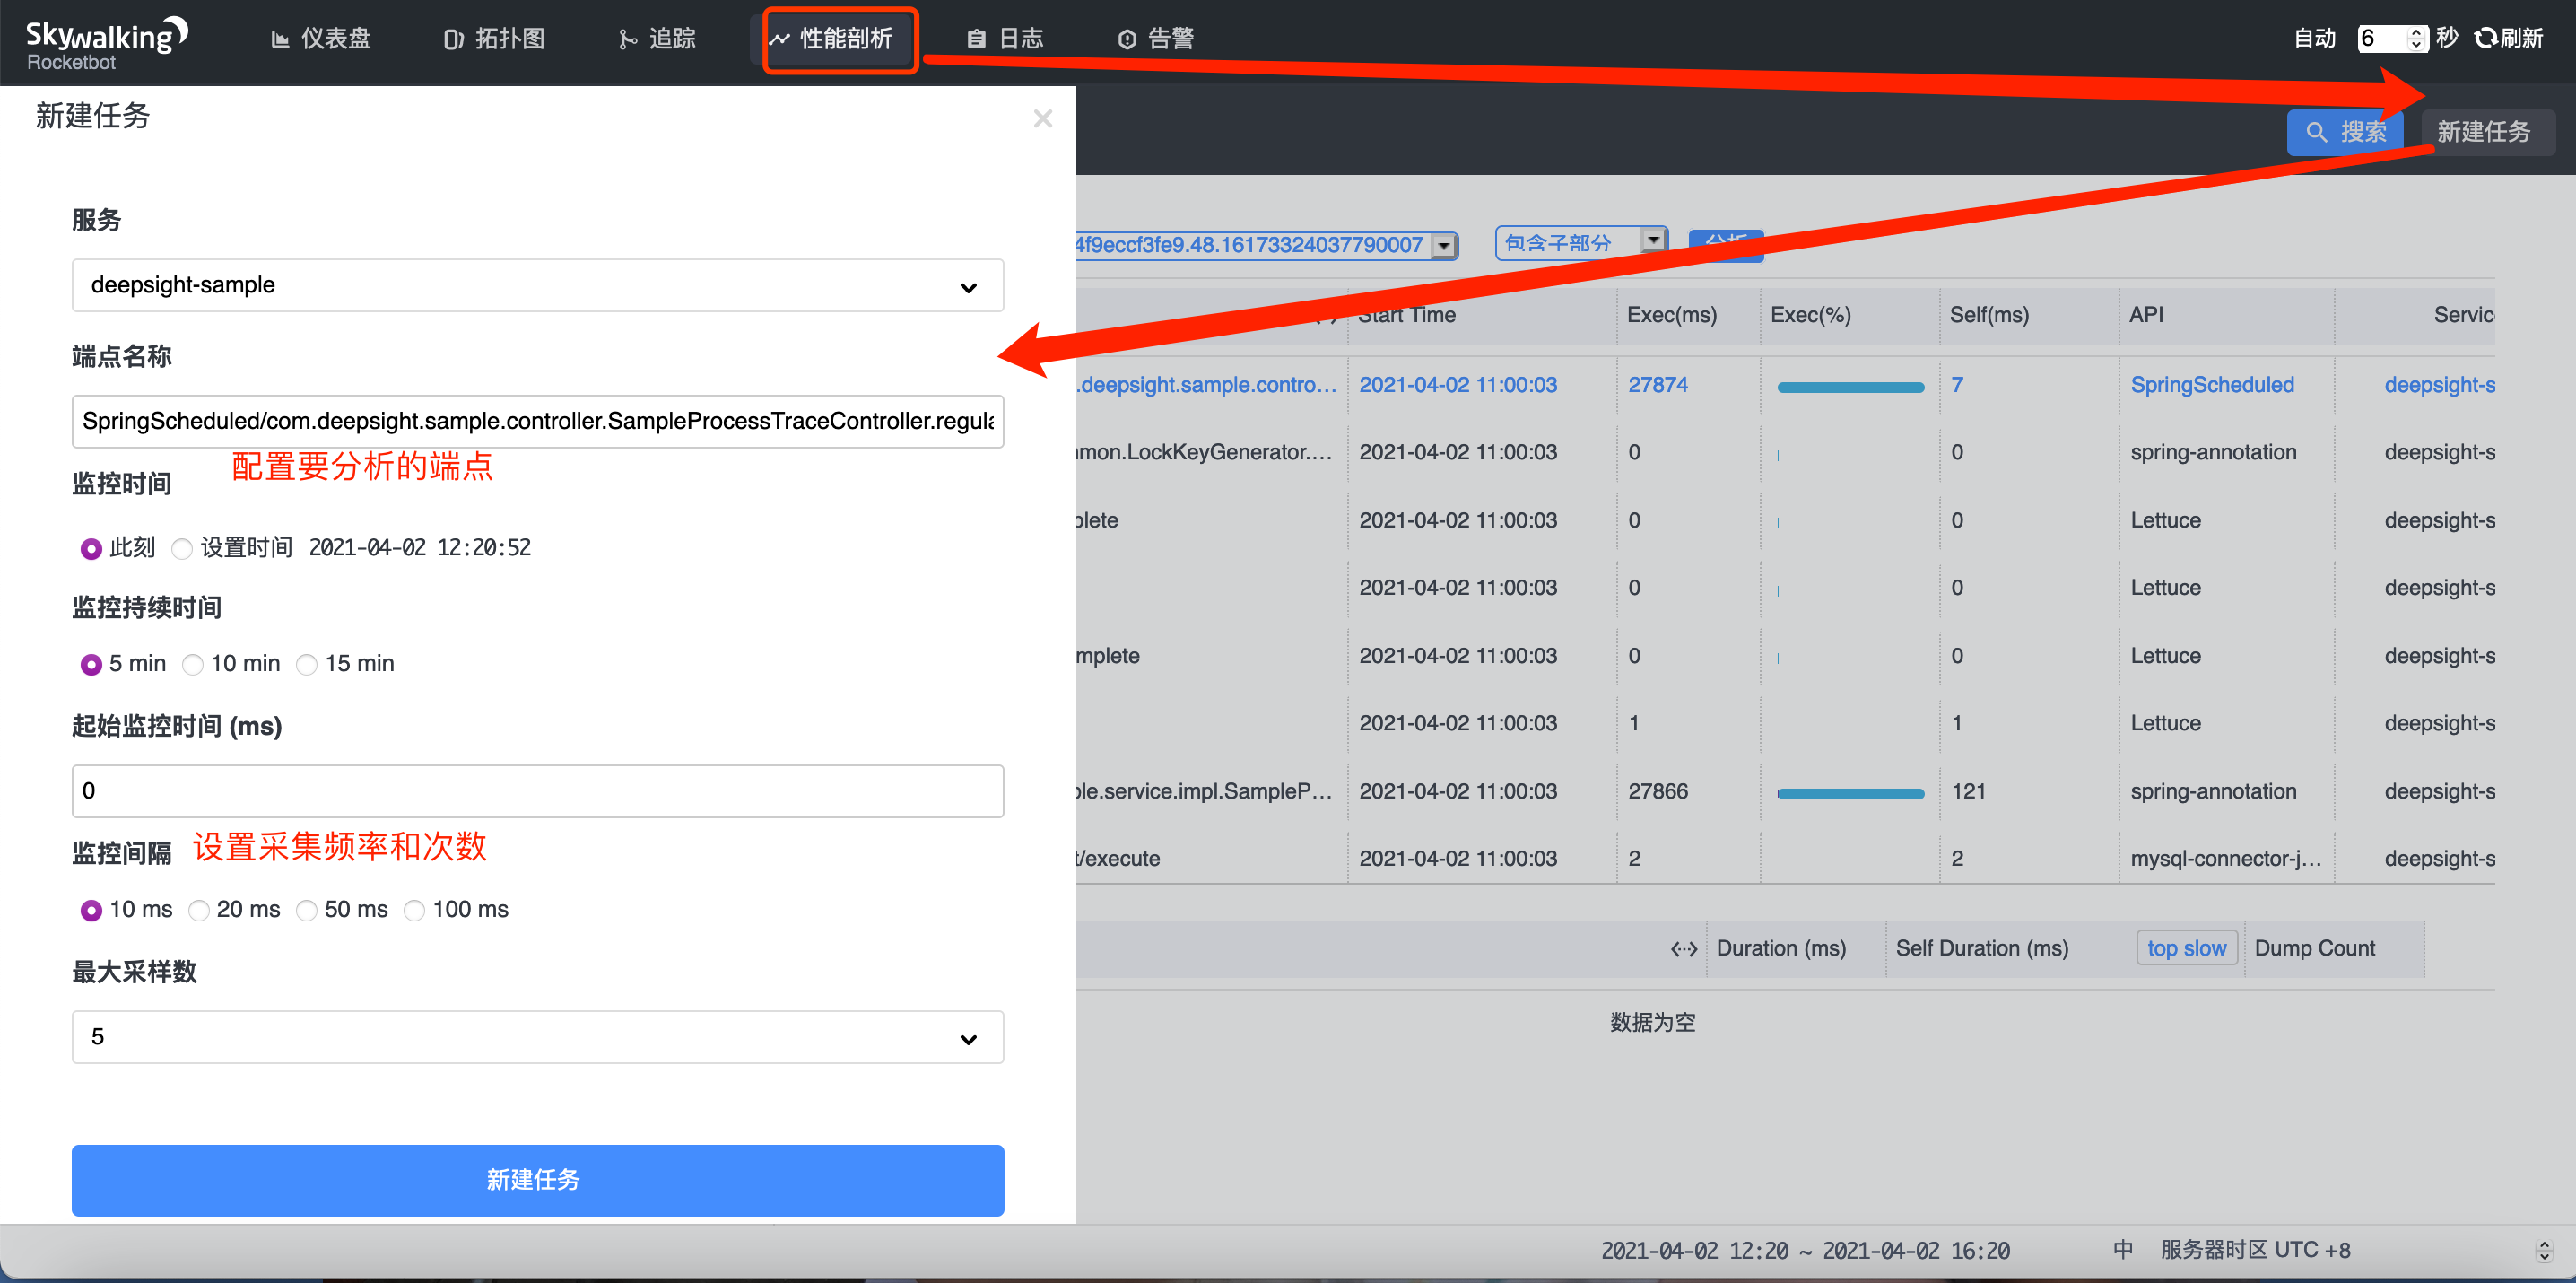 Skywalking
Rocketbot
仪表盘
拓扑图
追踪
性能剖析
日志
告警
自动 6 秒 刷新
新建任务
搜索
新建任务
服务
deepsight-sample
端点名称
SpringScheduled/com.deepsight.sample.controller.SampleProcessTraceController.regula
配置要分析的端点
监控时间
此刻 设置时间 2021-04-02 12:20:52
监控持续时间
5 min 10 min 15 min
起始监控时间 (ms)
0
监控间隔
设置采集频率和次数
10 ms 20 ms 50 ms 100 ms
最大采样数
5
新建任务
4f9eccf3fe9.48.16173324037790007
包含子部分
分析
Start Time Exec(ms) Exec(%) Self(ms) API Servic
.deepsight.sample.contro... 2021-04-02 11:00:03 27874 7 SpringScheduled deepsight-s
mon.LockKeyGenerator.... 2021-04-02 11:00:03 0 0 spring-annotation deepsight-s
plete 2021-04-02 11:00:03 0 0 Lettuce deepsight-s
2021-04-02 11:00:03 0 0 Lettuce deepsight-s
mplete 2021-04-02 11:00:03 0 0 Lettuce deepsight-s
2021-04-02 11:00:03 1 1 Lettuce deepsight-s
ple.service.impl.SampleP... 2021-04-02 11:00:03 27866 121 spring-annotation deepsight-s
t/execute 2021-04-02 11:00:03 2 2 mysql-connector-j... deepsight-s
Duration (ms) Self Duration (ms) top slow Dump Count
数据为空
2021-04-02 12:20 ~ 2021-04-02 16:20 中 服务器时区 UTC +8